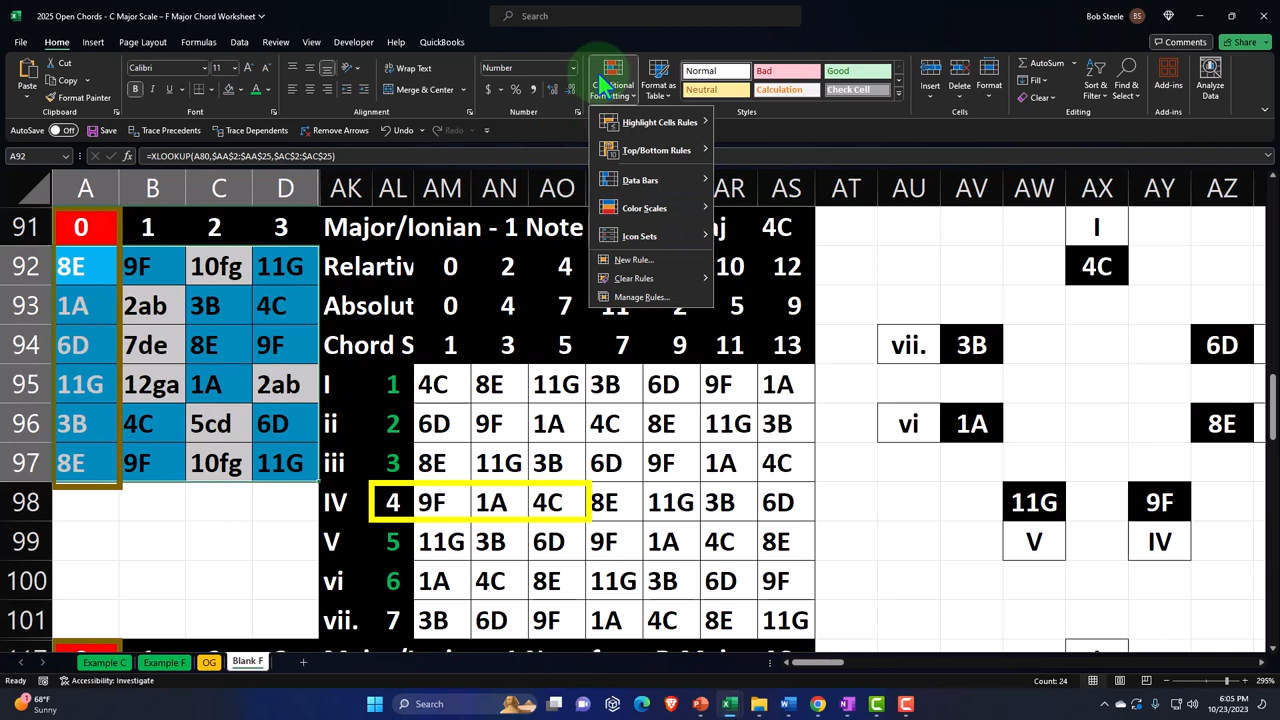 2025 Open Chords - C Major Scale – F Major Chord Worksheet
Search
Bob Steele BS
File Home Insert Page Layout Formulas Data Review View Developer Help QuickBooks
Comments Share
Paste Cut Copy Format Painter
Calibri 11
Wrap Text
Merge & Center
Number
Conditional Formatting
Format as Table
Normal Bad Good
Neutral Calculation Check Cell
Insert Delete Format
AutoSum Fill Clear
Sort & Filter Find & Select
Add-ins
Analyze Data
Clipboard Font Alignment Styles Cells Editing Add-ins
AutoSave Off Save Trace Precedents Trace Dependents Remove Arrows Undo Redo
A92 fx =XLOOKUP(A80,$AA$2:$AA$25,$AC$2:$AC$25)
Highlight Cells Rules
Top/Bottom Rules
Data Bars
Color Scales
Icon Sets
New Rule...
Clear Rules
Manage Rules...
A B C D AK AL AM AN AO AR AS AT AU AV AW AX AY AZ
91 0 1 2 3 Major/Ionian - 1 Note aj 4C I
92 8E 9F 10fg 11G Relartiv 0 2 4 10 12 4C
93 1A 2ab 3B 4C Absolut 0 4 7 11 2 5 9
94 6D 7de 8E 9F Chord S 1 3 5 7 9 11 13 vii. 3B 6D
95 11G 12ga 1A 2ab I 1 4C 8E 11G 3B 6D 9F 1A
96 3B 4C 5cd 6D ii 2 6D 9F 1A 4C 8E 11G 3B vi 1A 8E
97 8E 9F 10fg 11G iii 3 8E 11G 3B 6D 9F 1A 4C
98 IV 4 9F 1A 4C 8E 11G 3B 6D 11G 9F
99 V 5 11G 3B 6D 9F 1A 4C 8E V IV
100 vi 6 1A 4C 8E 11G 3B 6D 9F
101 vii. 7 3B 6D 9F 1A 4C 8E 11G
Example C Example F OG Blank F
Ready Accessibility: Investigate Count: 24 295%
68°F
Sunny
Search
6:05 PM
10/23/2023